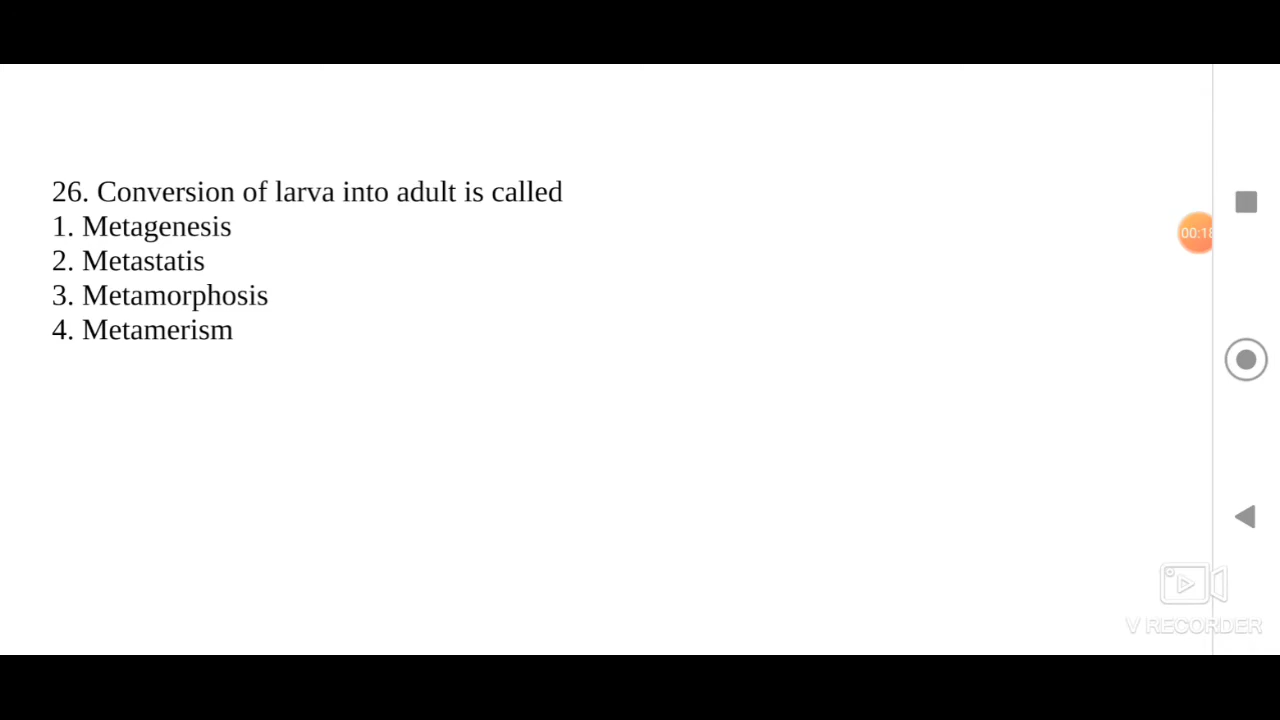 26. Conversion of larva into adult is called
1. Metagenesis
2. Metastatis
3. Metamorphosis
4. Metamerism
00:18
V RECORDER